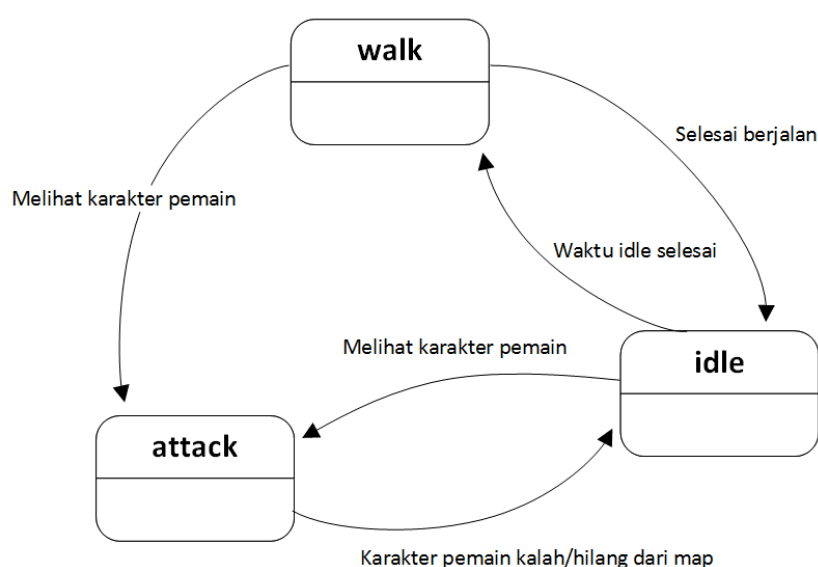 walk
Selesai berjalan
Melihat karakter pemain
Waktu idle selesai
Melihat karakter pemain
idle
attack
Karakter pemain kalah/hilang dari map